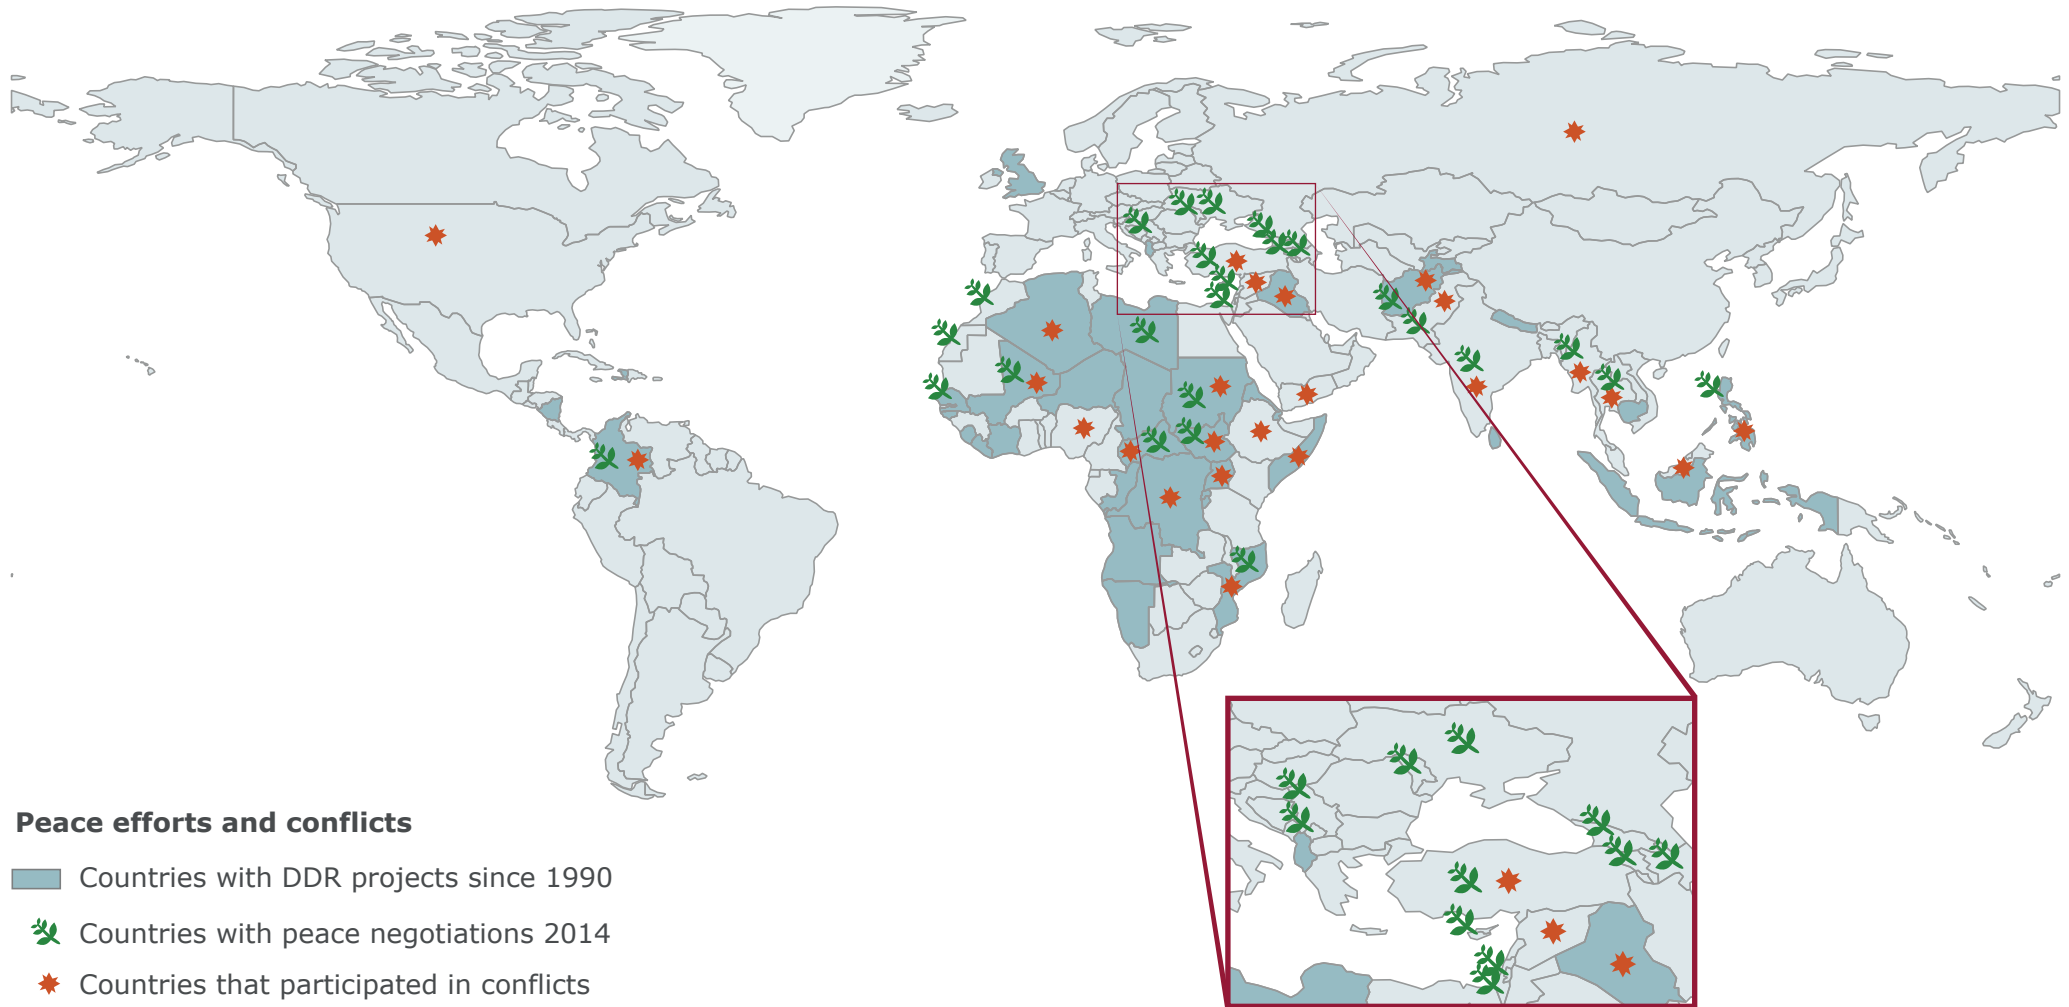 Peace efforts and conflicts
Countries with DDR projects since 1990
Countries with peace negotiations 2014
Countries that participated in conflicts